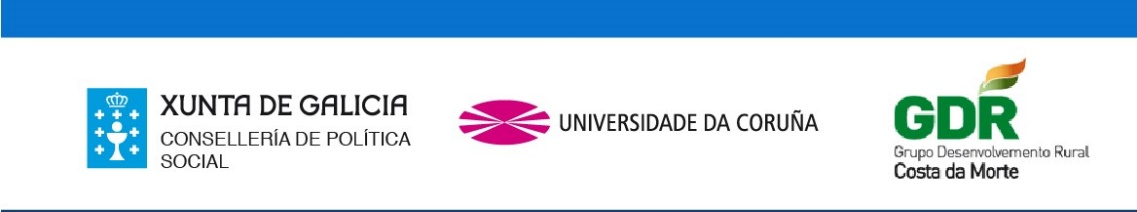 XUNTA DE GALICIA
CONSELLERÍA DE POLÍTICA
SOCIAL
UNIVERSIDADE DA CORUÑA
GDR
Grupo Desenvolvemento Rural
Costa da Morte